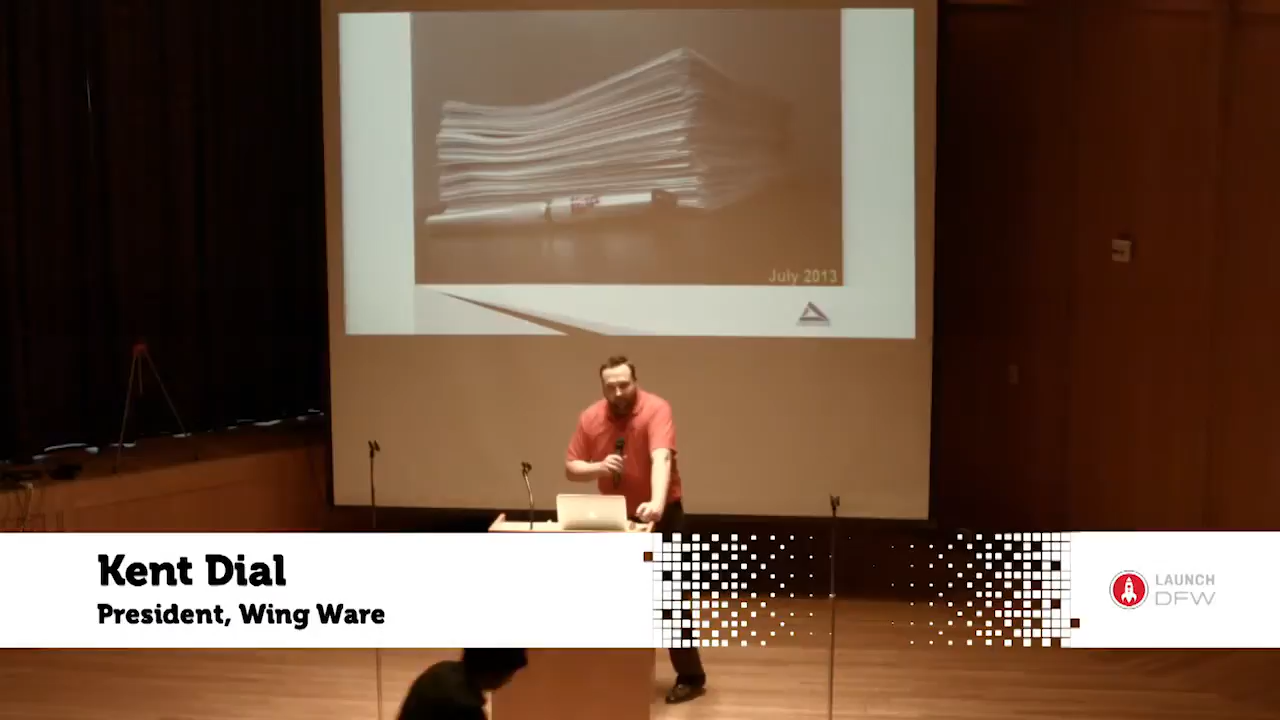 July 2013
Kent Dial
President, Wing Ware
LAUNCH
DFW